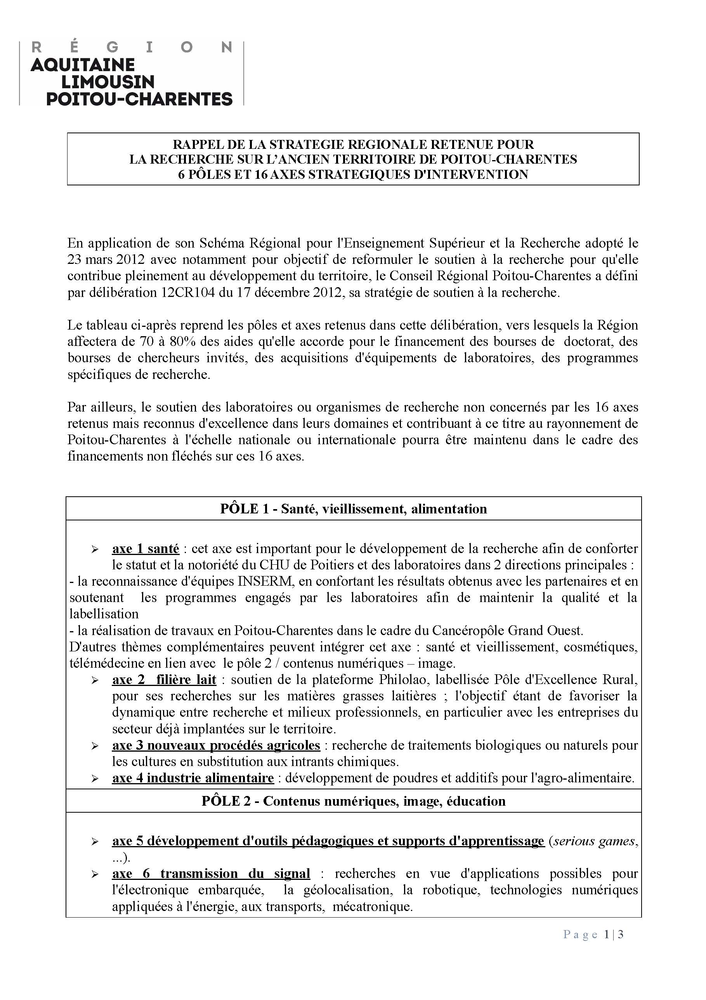 RÉGION
AQUITAINE
LIMOUSIN
POITOU-CHARENTES
RAPPEL DE LA STRATEGIE REGIONALE RETENUE POUR
LA RECHERCHE SUR L’ANCIEN TERRITOIRE DE POITOU-CHARENTES
6 PÔLES ET 16 AXES STRATEGIQUES D'INTERVENTION
En application de son Schéma Régional pour l'Enseignement Supérieur et la Recherche adopté le
23 mars 2012 avec notamment pour objectif de reformuler le soutien à la recherche pour qu'elle
contribue pleinement au développement du territoire, le Conseil Régional Poitou-Charentes a défini
par délibération 12CR104 du 17 décembre 2012, sa stratégie de soutien à la recherche.
Le tableau ci-après reprend les pôles et axes retenus dans cette délibération, vers lesquels la Région
affectera de 70 à 80% des aides qu'elle accorde pour le financement des bourses de doctorat, des
bourses de chercheurs invités, des acquisitions d'équipements de laboratoires, des programmes
spécifiques de recherche.
Par ailleurs, le soutien des laboratoires ou organismes de recherche non concernés par les 16 axes
retenus mais reconnus d'excellence dans leurs domaines et contribuant à ce titre au rayonnement de
Poitou-Charentes à l'échelle nationale ou internationale pourra être maintenu dans le cadre des
financements non fléchés sur ces 16 axes.
PÔLE 1 - Santé, vieillissement, alimentation
➢ axe 1 santé : cet axe est important pour le développement de la recherche afin de conforter
le statut et la notoriété du CHU de Poitiers et des laboratoires dans 2 directions principales :
- la reconnaissance d'équipes INSERM, en confortant les résultats obtenus avec les partenaires et en
soutenant les programmes engagés par les laboratoires afin de maintenir la qualité et la
labellisation
- la réalisation de travaux en Poitou-Charentes dans le cadre du Cancéropôle Grand Ouest.
D'autres thèmes complémentaires peuvent intégrer cet axe : santé et vieillissement, cosmétiques,
télémédecine en lien avec le pôle 2 / contenus numériques – image.
➢ axe 2 filière lait : soutien de la plateforme Philolao, labellisée Pôle d'Excellence Rural,
pour ses recherches sur les matières grasses laitières ; l'objectif étant de favoriser la
dynamique entre recherche et milieux professionnels, en particulier avec les entreprises du
secteur déjà implantées sur le territoire.
➢ axe 3 nouveaux procédés agricoles : recherche de traitements biologiques ou naturels pour
les cultures en substitution aux intrants chimiques.
➢ axe 4 industrie alimentaire : développement de poudres et additifs pour l'agro-alimentaire.
PÔLE 2 - Contenus numériques, image, éducation
➢ axe 5 développement d'outils pédagogiques et supports d'apprentissage (serious games,
...).
➢ axe 6 transmission du signal : recherches en vue d'applications possibles pour
l'électronique embarquée, la géolocalisation, la robotique, technologies numériques
appliquées à l'énergie, aux transports, mécatronique.
Page 1|3